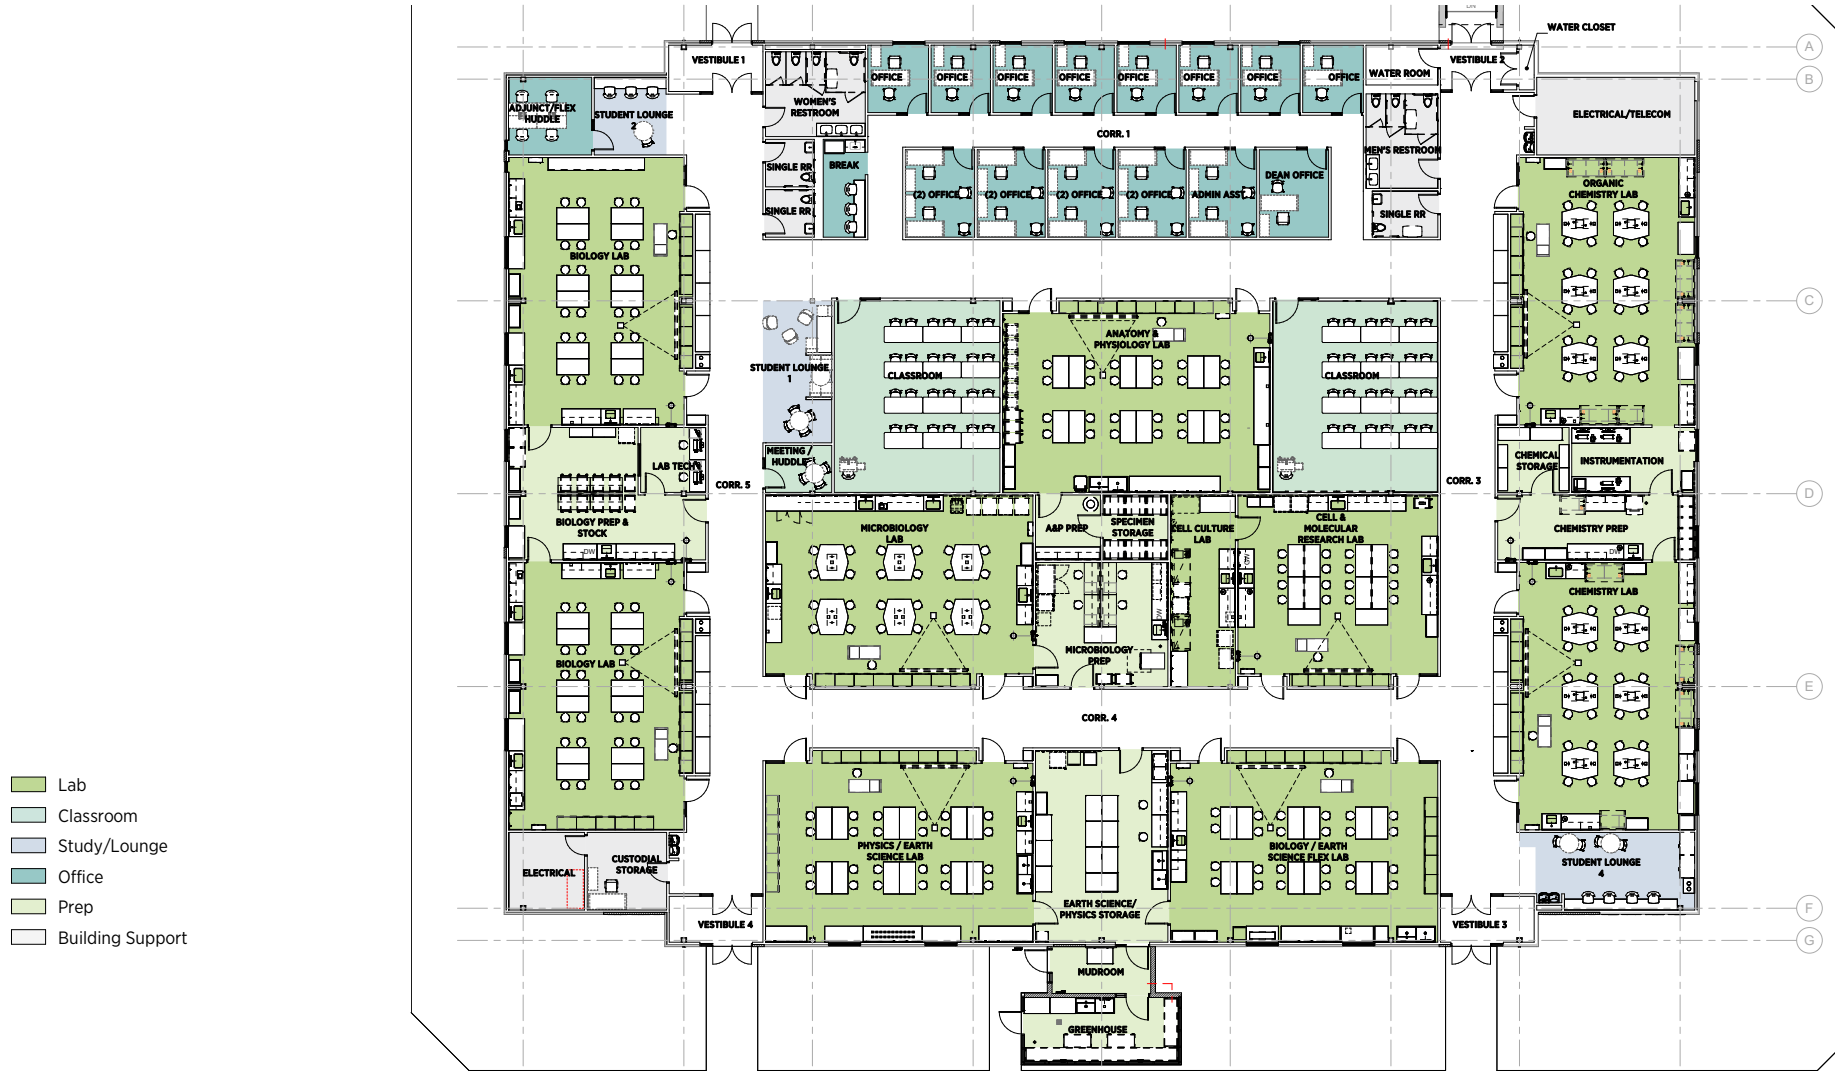 WATER CLOSET
A
VESTIBULE 1
OFFICE
OFFICE
OFFICE
OFFICE
OFFICE
OFFICE
OFFICE
OFFICE
WATER ROOM
VESTIBULE 2
B
ADJUNCT/FLEX
HUDDLE
STUDENT LOUNGE
2
WOMEN'S
RESTROOM
CORR. 1
ELECTRICAL/TELECOM
MEN'S RESTROOM
SINGLE RR
BREAK
SINGLE RR
(2) OFFICE
(2) OFFICE
(2) OFFICE
(2) OFFICE
ADMIN ASST.
DEAN OFFICE
SINGLE RR
ORGANIC
CHEMISTRY LAB
BIOLOGY LAB
C
STUDENT LOUNGE
1
CLASSROOM
ANATOMY &
PHYSIOLOGY LAB
CLASSROOM
MEETING /
HUDDLE
LAB TECH
CORR. 5
CORR. 3
CHEMICAL
STORAGE
INSTRUMENTATION
D
BIOLOGY PREP &
STOCK
DW
MICROBIOLOGY
LAB
A&P PREP
SPECIMEN
STORAGE
CELL CULTURE
LAB
CELL &
MOLECULAR
RESEARCH LAB
CHEMISTRY PREP
DW
CHEMISTRY LAB
DW
BIOLOGY LAB
MICROBIOLOGY
PREP
E
CORR. 4
Lab
Classroom
Study/Lounge
Office
Prep
Building Support
PHYSICS / EARTH
SCIENCE LAB
BIOLOGY / EARTH
SCIENCE FLEX LAB
ELECTRICAL
CUSTODIAL
STORAGE
STUDENT LOUNGE
4
EARTH SCIENCE/
PHYSICS STORAGE
F
VESTIBULE 4
VESTIBULE 3
G
MUDROOM
GREENHOUSE